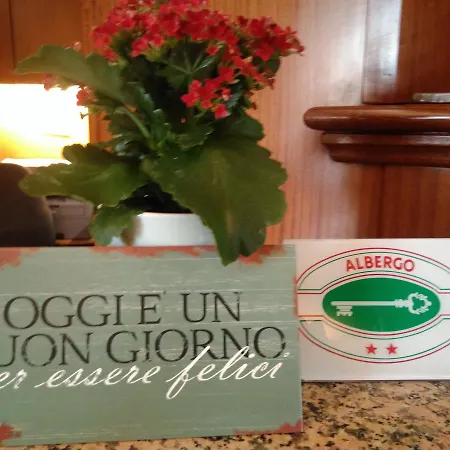 OGGI E' UN
UON GIORNO
er essere felici
ALBERGO